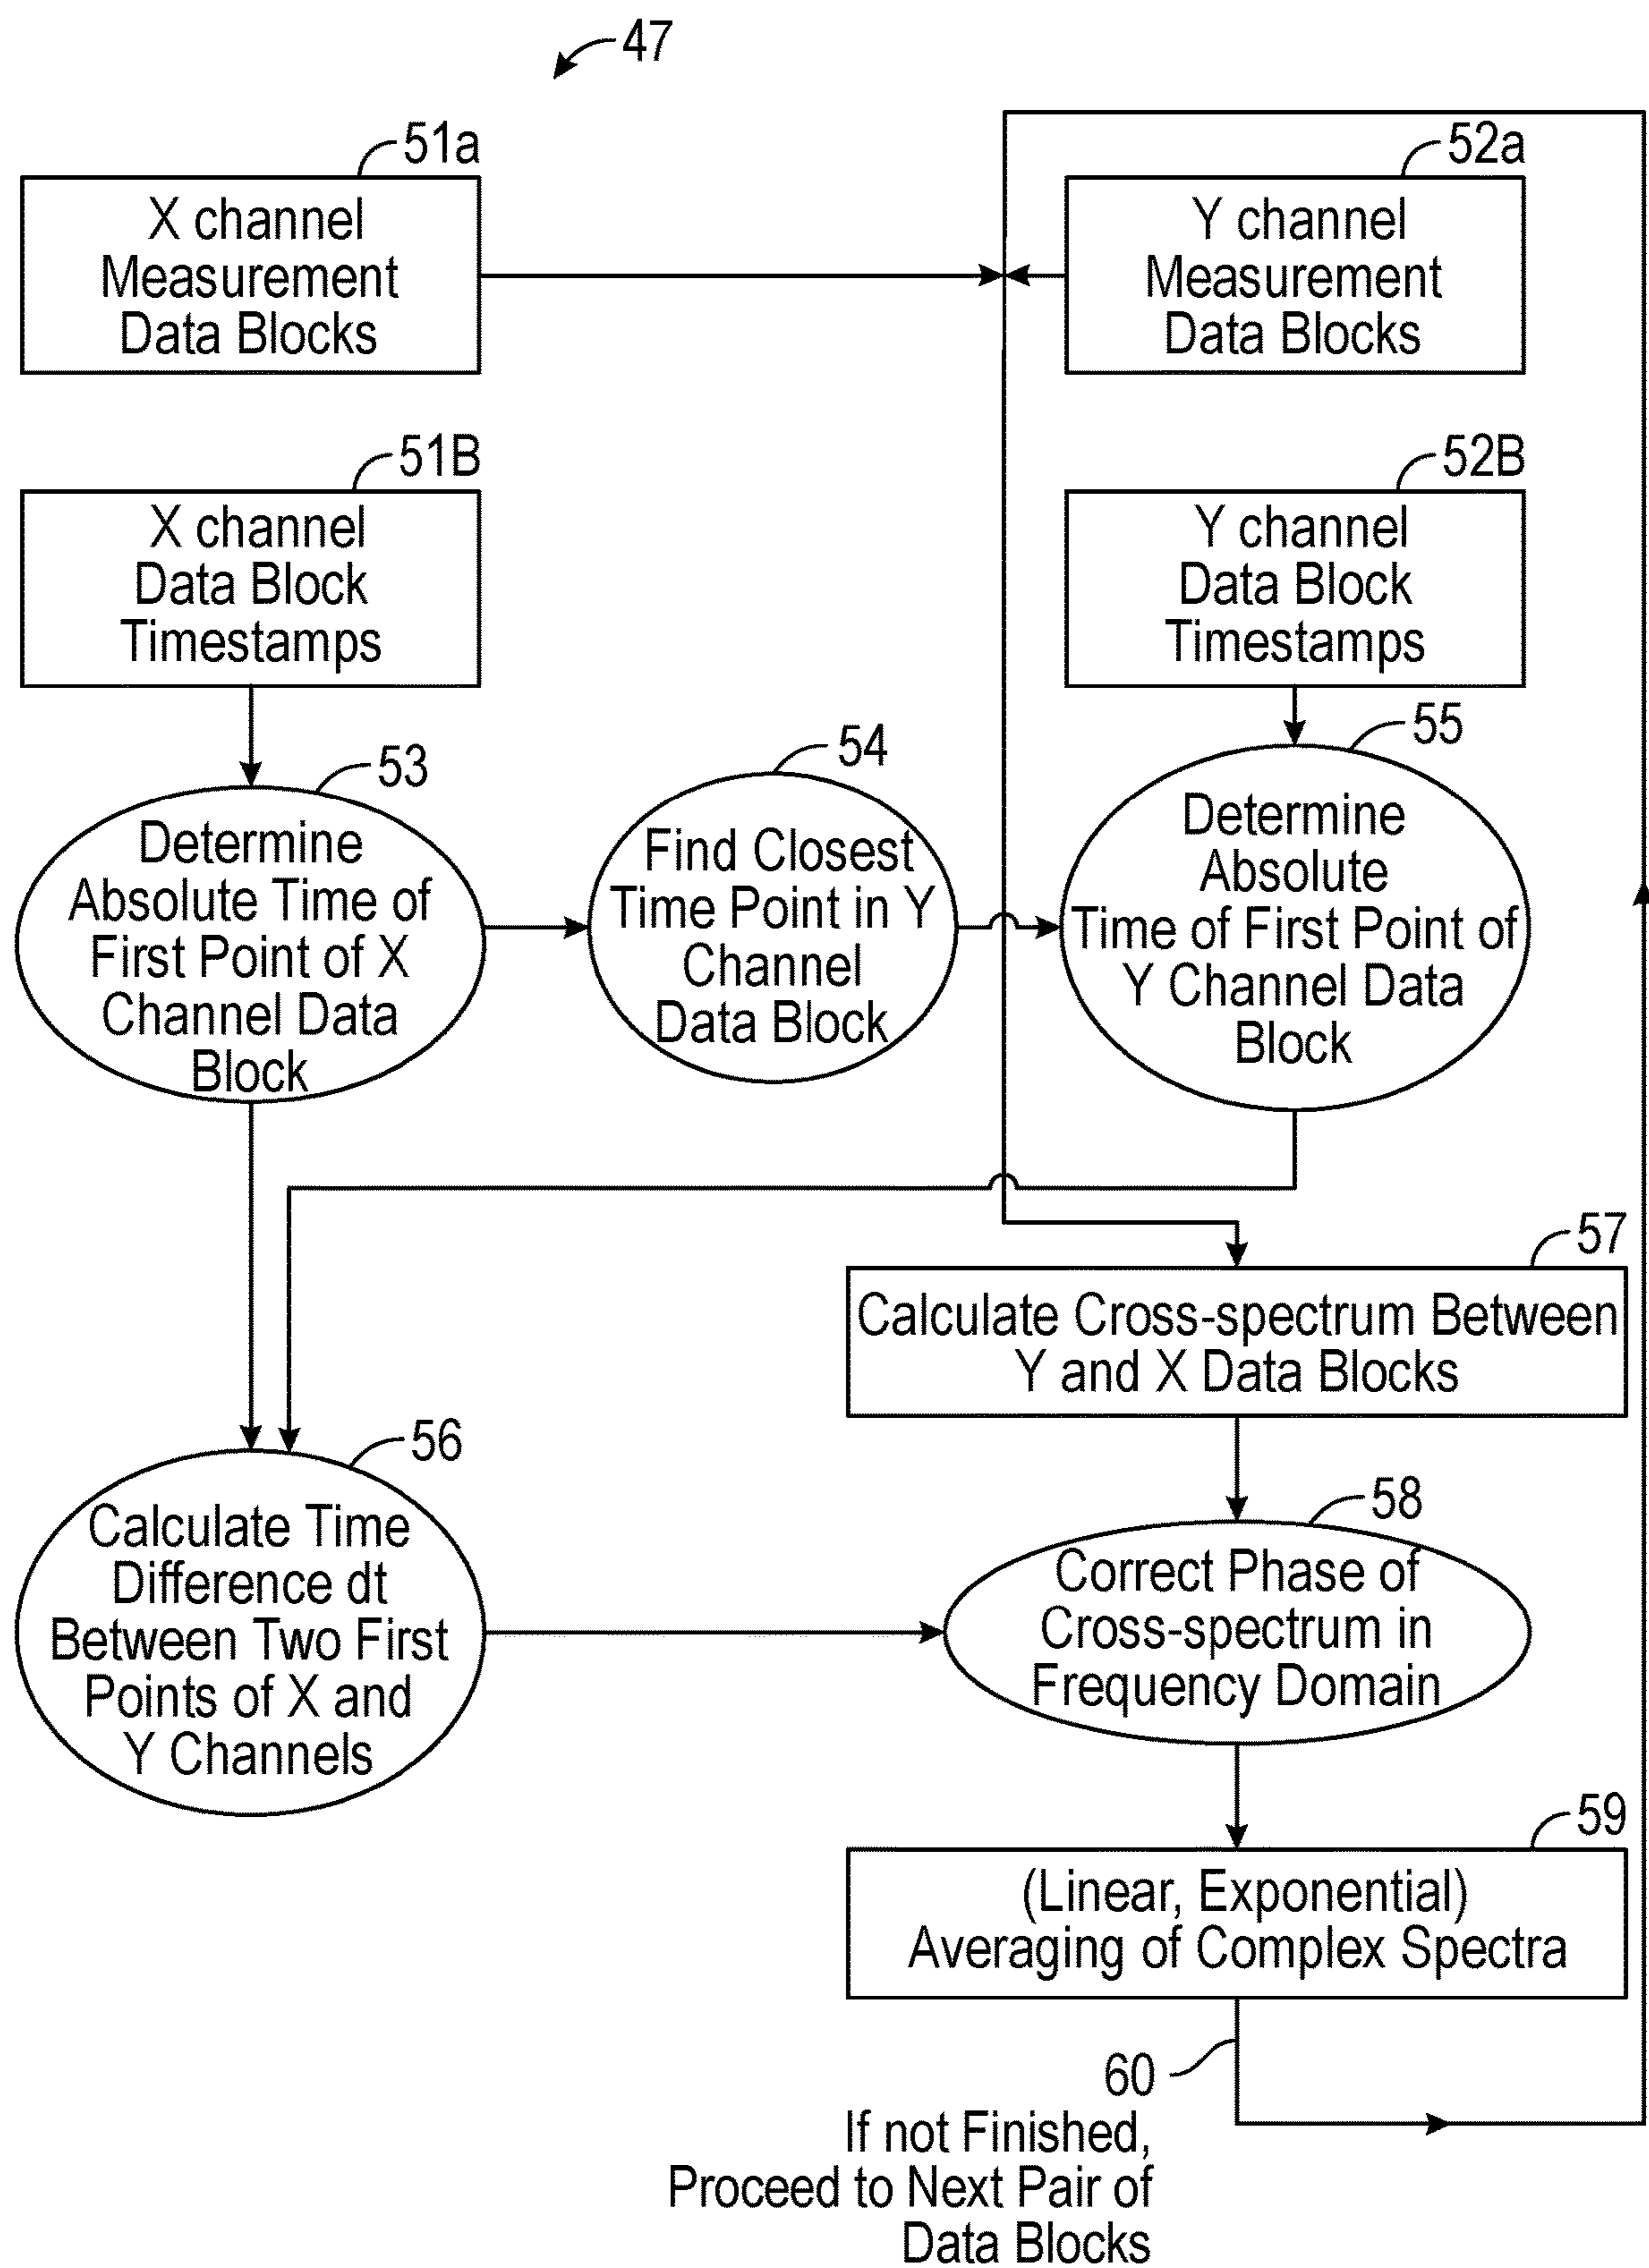 47
51a
X channel
Measurement
Data Blocks
52a
Y channel
Measurement
Data Blocks
51B
X channel
Data Block
Timestamps
52B
Y channel
Data Block
Timestamps
53
Determine
Absolute Time of
First Point of X
Channel Data
Block
54
Find Closest
Time Point in Y
Channel
Data Block
55
Determine
Absolute
Time of First Point of
Y Channel Data
Block
56
Calculate Time
Difference dt
Between Two First
Points of X and
Y Channels
57
Calculate Cross-spectrum Between
Y and X Data Blocks
58
Correct Phase of
Cross-spectrum in
Frequency Domain
59
(Linear, Exponential)
Averaging of Complex Spectra
60
If not Finished,
Proceed to Next Pair of
Data Blocks